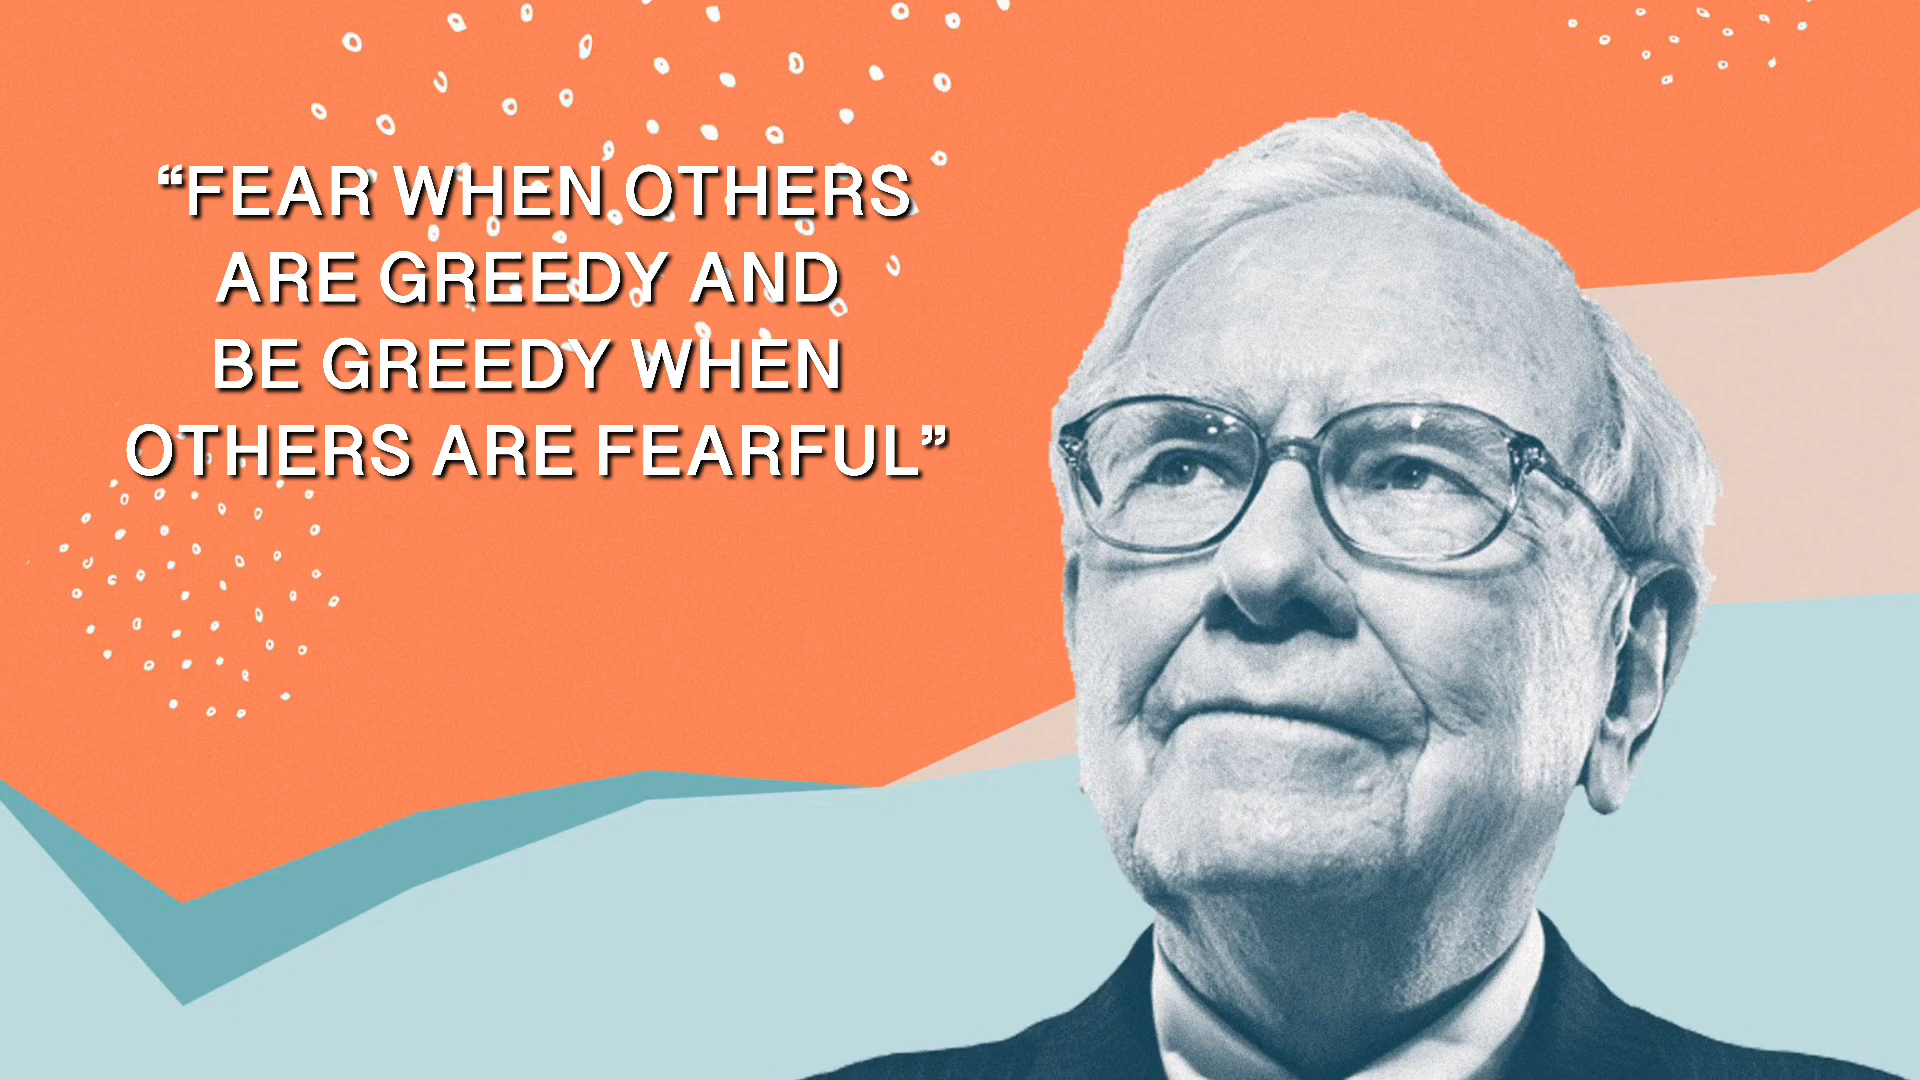 “FEAR WHEN OTHERS
ARE GREEDY AND
BE GREEDY WHEN
OTHERS ARE FEARFUL”